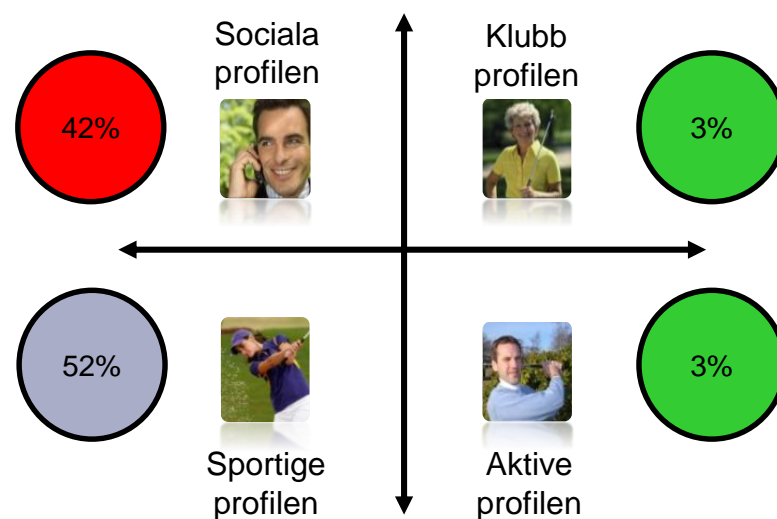 Sociala
profilen
Klubb
profilen
42%
3%
52%
3%
Sportige
profilen
Aktive
profilen